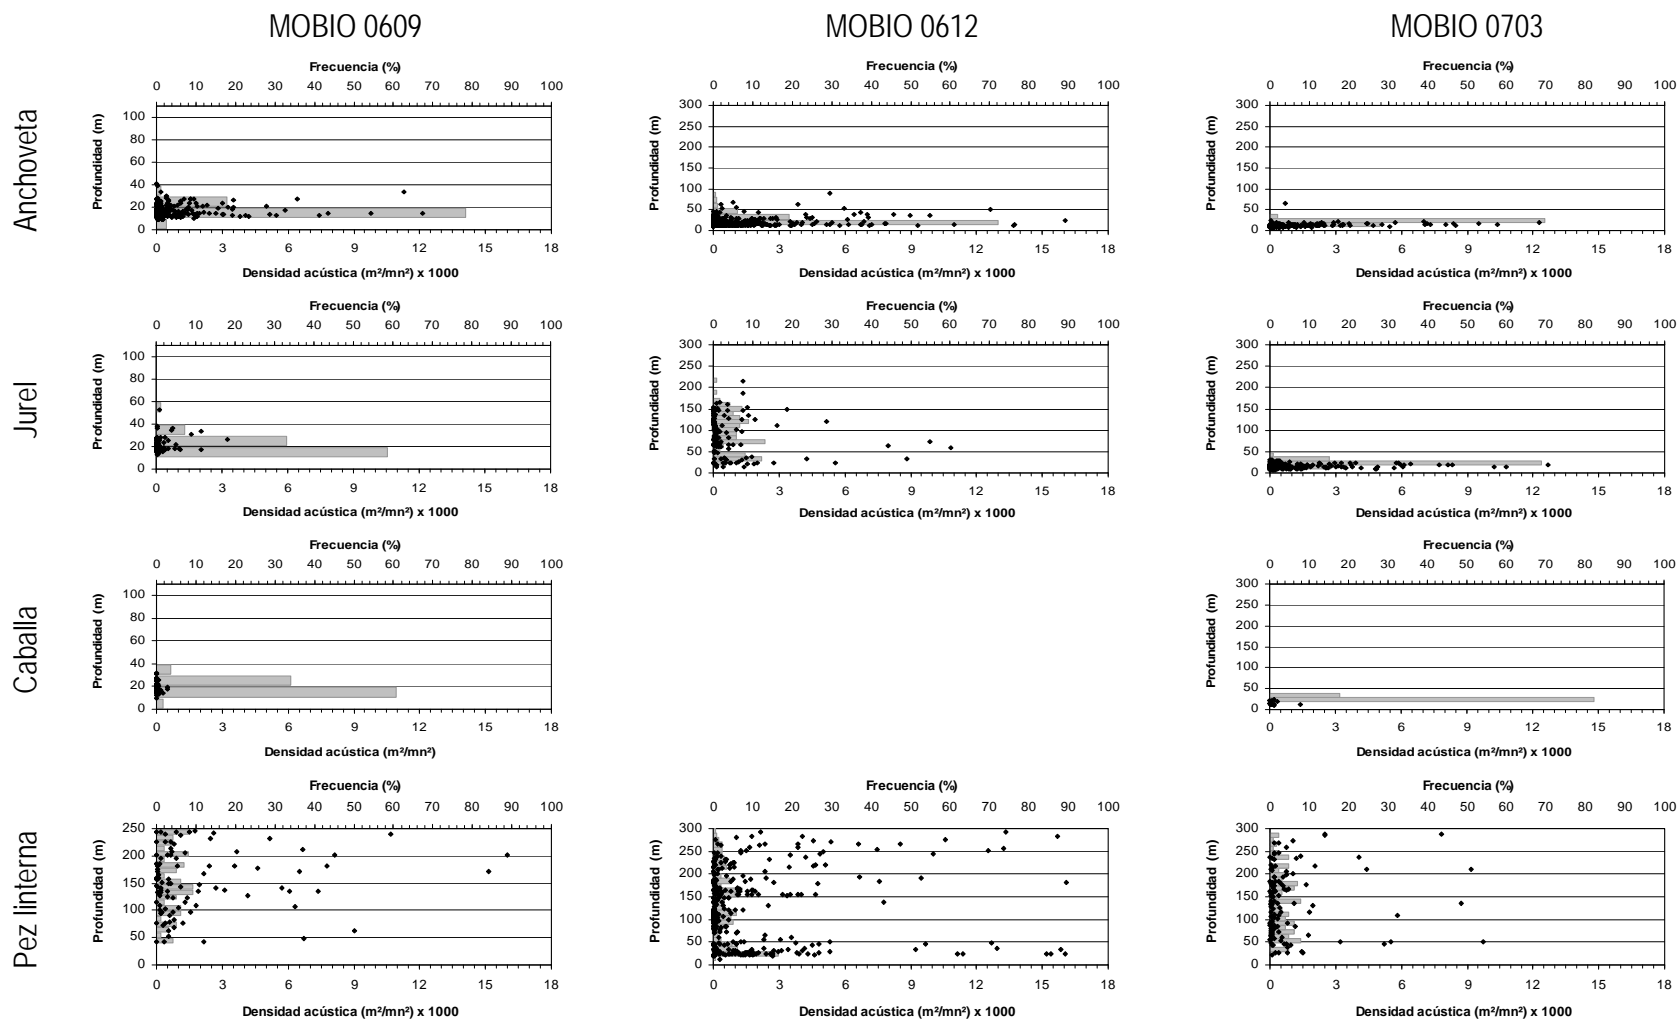 MOBIO 0609
MOBIO 0612
MOBIO 0703
Anchoveta
Frecuencia (%)
0 10 20 30 40 50 60 70 80 90 100
Profundidad (m)
100
80
60
40
20
0
0 3 6 9 12 15 18
Densidad acústica (m²/mn²) x 1000
Frecuencia (%)
0 10 20 30 40 50 60 70 80 90 100
Profundidad (m)
300
250
200
150
100
50
0
0 3 6 9 12 15 18
Densidad acústica (m²/mn²) x 1000
Frecuencia (%)
0 10 20 30 40 50 60 70 80 90 100
Profundidad (m)
300
250
200
150
100
50
0
0 3 6 9 12 15 18
Densidad acústica (m²/mn²) x 1000
Jurel
Frecuencia (%)
0 10 20 30 40 50 60 70 80 90 100
Profundidad (m)
100
80
60
40
20
0
0 3 6 9 12 15 18
Densidad acústica (m²/mn²) x 1000
Frecuencia (%)
0 10 20 30 40 50 60 70 80 90 100
Profundidad (m)
300
250
200
150
100
50
0
0 3 6 9 12 15 18
Densidad acústica (m²/mn²) x 1000
Frecuencia (%)
0 10 20 30 40 50 60 70 80 90 100
Profundidad (m)
300
250
200
150
100
50
0
0 3 6 9 12 15 18
Densidad acústica (m²/mn²) x 1000
Caballa
Frecuencia (%)
0 10 20 30 40 50 60 70 80 90 100
Profundidad (m)
100
80
60
40
20
0
0 3 6 9 12 15 18
Densidad acústica (m²/mn²)
Frecuencia (%)
0 10 20 30 40 50 60 70 80 90 100
Profundidad (m)
300
250
200
150
100
50
0
0 3 6 9 12 15 18
Densidad acústica (m²/mn²) x 1000
Pez linterna
Frecuencia (%)
0 10 20 30 40 50 60 70 80 90 100
Profundidad (m)
250
200
150
100
50
0
0 3 6 9 12 15 18
Densidad acústica (m²/mn²) x 1000
Frecuencia (%)
0 10 20 30 40 50 60 70 80 90 100
Profundidad (m)
300
250
200
150
100
50
0
0 3 6 9 12 15 18
Densidad acústica (m²/mn²) x 1000
Frecuencia (%)
0 10 20 30 40 50 60 70 80 90 100
Profundidad (m)
300
250
200
150
100
50
0
0 3 6 9 12 15 18
Densidad acústica (m²/mn²) x 1000